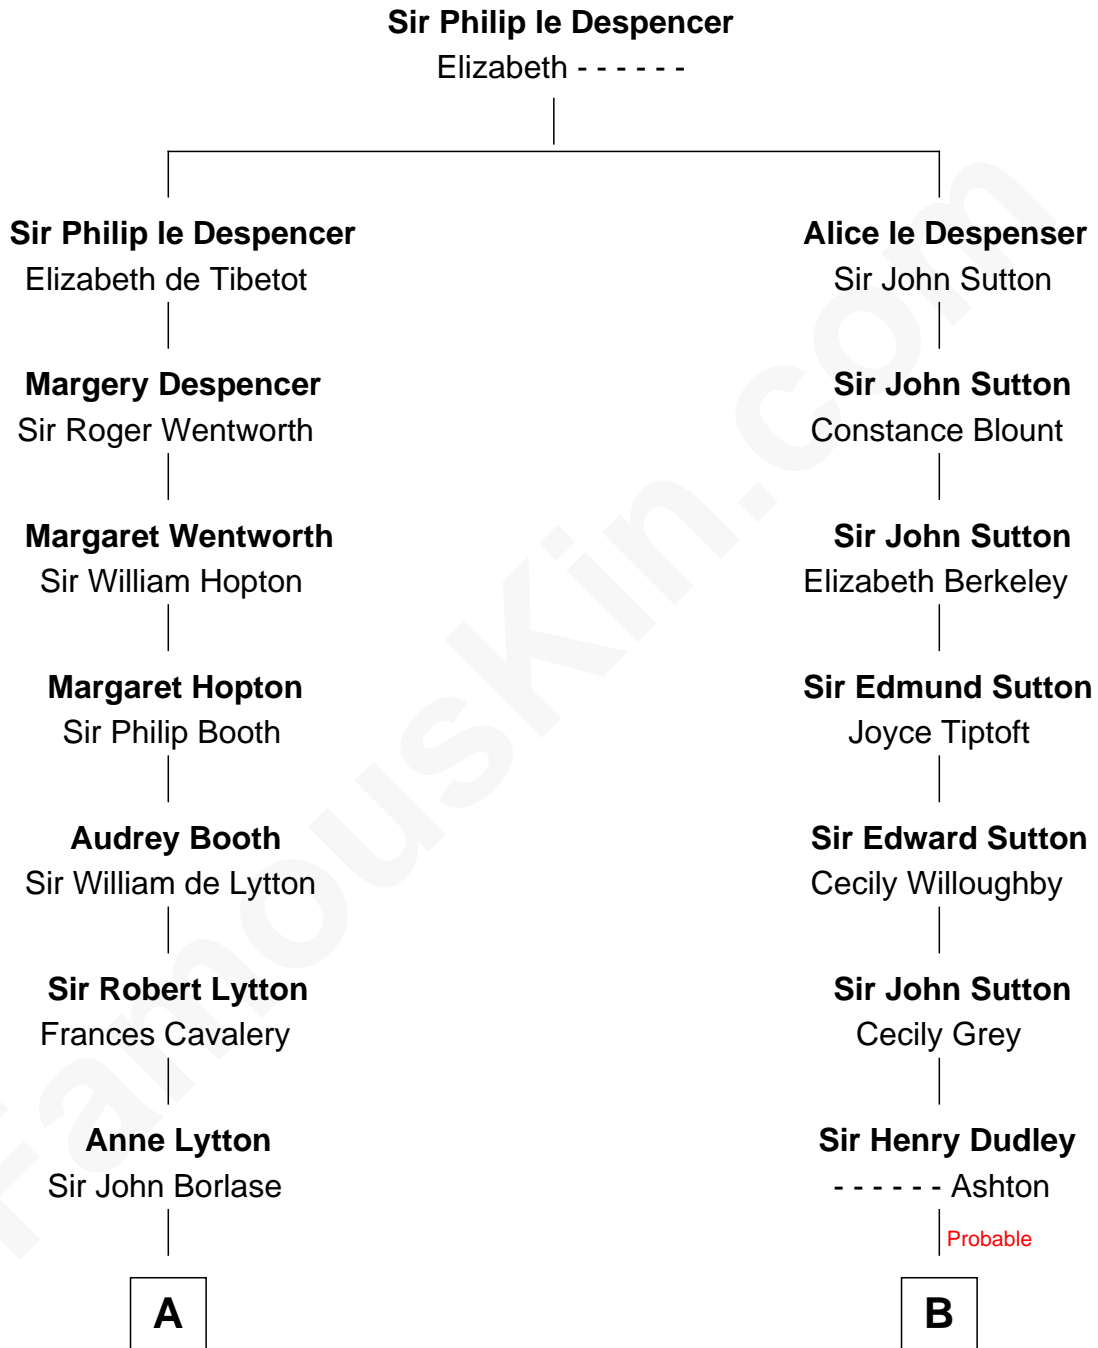 Sir Philip le Despencer
Elizabeth - - - - - -
Sir Philip le Despencer
Elizabeth de Tibetot
Margery Despencer
Sir Roger Wentworth
Margaret Wentworth
Sir William Hopton
Margaret Hopton
Sir Philip Booth
Audrey Booth
Sir William de Lytton
Sir Robert Lytton
Frances Cavalery
Anne Lytton
Sir John Borlase
A
Alice le Despenser
Sir John Sutton
Sir John Sutton
Constance Blount
Sir John Sutton
Elizabeth Berkeley
Sir Edmund Sutton
Joyce Tiptoft
Sir Edward Sutton
Cecily Willoughby
Sir John Sutton
Cecily Grey
Sir Henry Dudley
- - - - - - Ashton
Probable
B
FamousKin.com